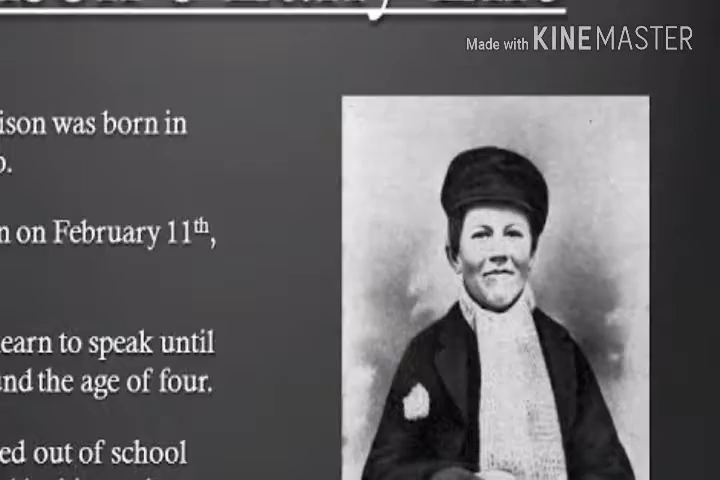 Made with KINEMASTER
ison was born in
o.
n on February 11th,
earn to speak until
und the age of four.
ed out of school